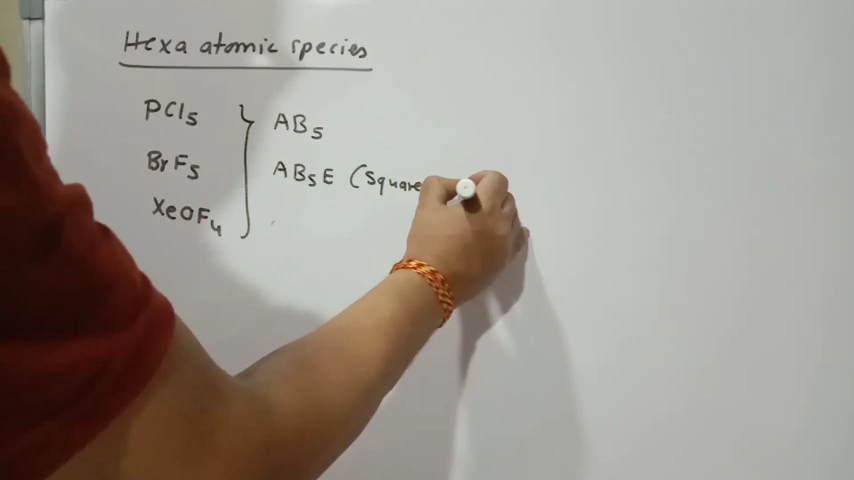 Hexa atomic species
PCl₅
AB₅
BrF₅
AB₅E (Square
XeOF₄